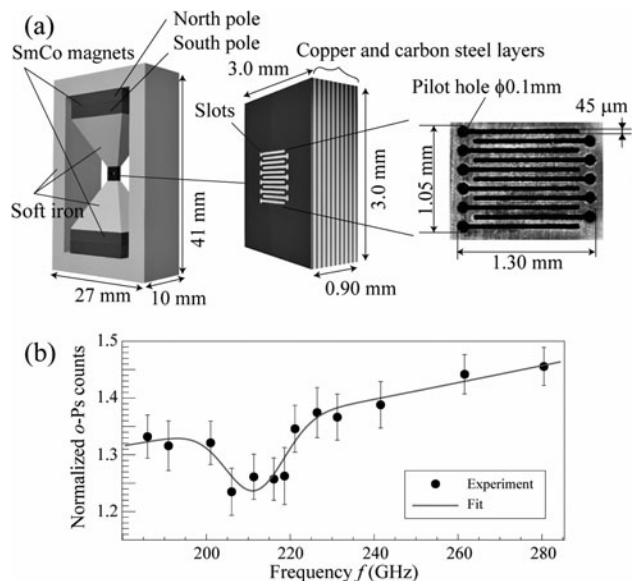 (a)
North pole
South pole
SmCo magnets
Soft iron
41 mm
27 mm
10 mm
Copper and carbon steel layers
3.0 mm
Slots
3.0 mm
0.90 mm
Pilot hole ϕ0.1mm
45 μm
1.05 mm
1.30 mm
(b)
Normalized o-Ps counts
1.5
1.4
1.3
1.2
200
220
240
260
280
Frequency f (GHz)
Experiment
Fit